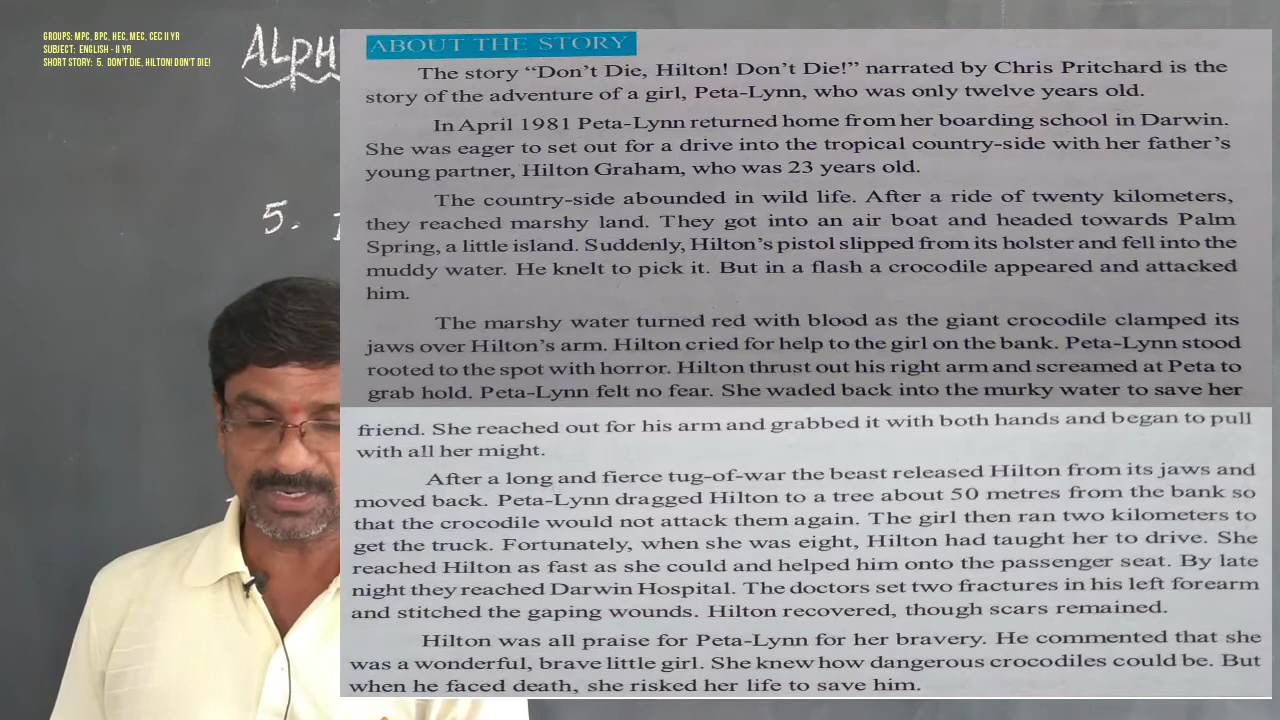 GROUPS: MPC, BPC, HEC, MEC, CEC II YR
SUBJECT: ENGLISH - II YR
SHORT STORY: 5. DON'T DIE, HILTON! DON'T DIE!
ALPH
5.
ABOUT THE STORY
The story “Don’t Die, Hilton! Don’t Die!” narrated by Chris Pritchard is the
story of the adventure of a girl, Peta-Lynn, who was only twelve years old.
In April 1981 Peta-Lynn returned home from her boarding school in Darwin.
She was eager to set out for a drive into the tropical country-side with her father’s
young partner, Hilton Graham, who was 23 years old.
The country-side abounded in wild life. After a ride of twenty kilometers,
they reached marshy land. They got into an air boat and headed towards Palm
Spring, a little island. Suddenly, Hilton’s pistol slipped from its holster and fell into the
muddy water. He knelt to pick it. But in a flash a crocodile appeared and attacked
him.
The marshy water turned red with blood as the giant crocodile clamped its
jaws over Hilton’s arm. Hilton cried for help to the girl on the bank. Peta-Lynn stood
rooted to the spot with horror. Hilton thrust out his right arm and screamed at Peta to
grab hold. Peta-Lynn felt no fear. She waded back into the murky water to save her
friend. She reached out for his arm and grabbed it with both hands and began to pull
with all her might.
After a long and fierce tug-of-war the beast released Hilton from its jaws and
moved back. Peta-Lynn dragged Hilton to a tree about 50 metres from the bank so
that the crocodile would not attack them again. The girl then ran two kilometers to
get the truck. Fortunately, when she was eight, Hilton had taught her to drive. She
reached Hilton as fast as she could and helped him onto the passenger seat. By late
night they reached Darwin Hospital. The doctors set two fractures in his left forearm
and stitched the gaping wounds. Hilton recovered, though scars remained.
Hilton was all praise for Peta-Lynn for her bravery. He commented that she
was a wonderful, brave little girl. She knew how dangerous crocodiles could be. But
when he faced death, she risked her life to save him.